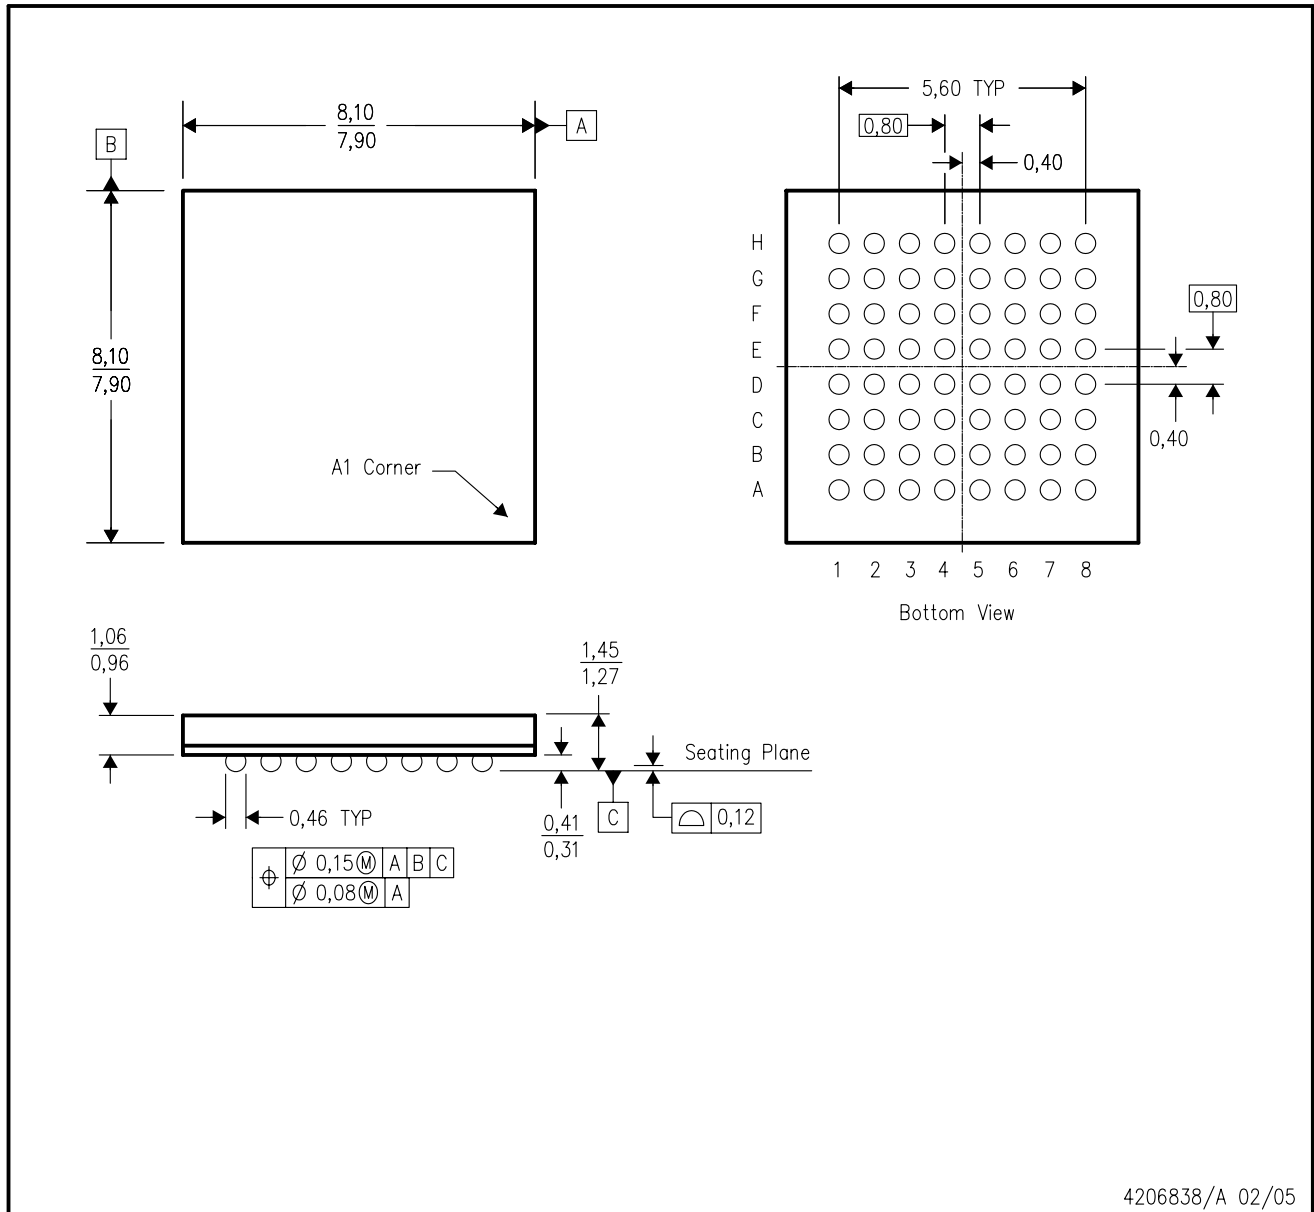 8,10
7,90
A
B
8,10
7,90
A1 Corner
5,60 TYP
0,80
0,40
H
G
F
E
D
C
B
A
0,80
0,40
1 2 3 4 5 6 7 8
Bottom View
1,06
0,96
1,45
1,27
Seating Plane
0,46 TYP
0,41
0,31
C
⌓ 0,12
⌖ Ø 0,15 Ⓜ A B C
Ø 0,08 Ⓜ A
4206838/A 02/05